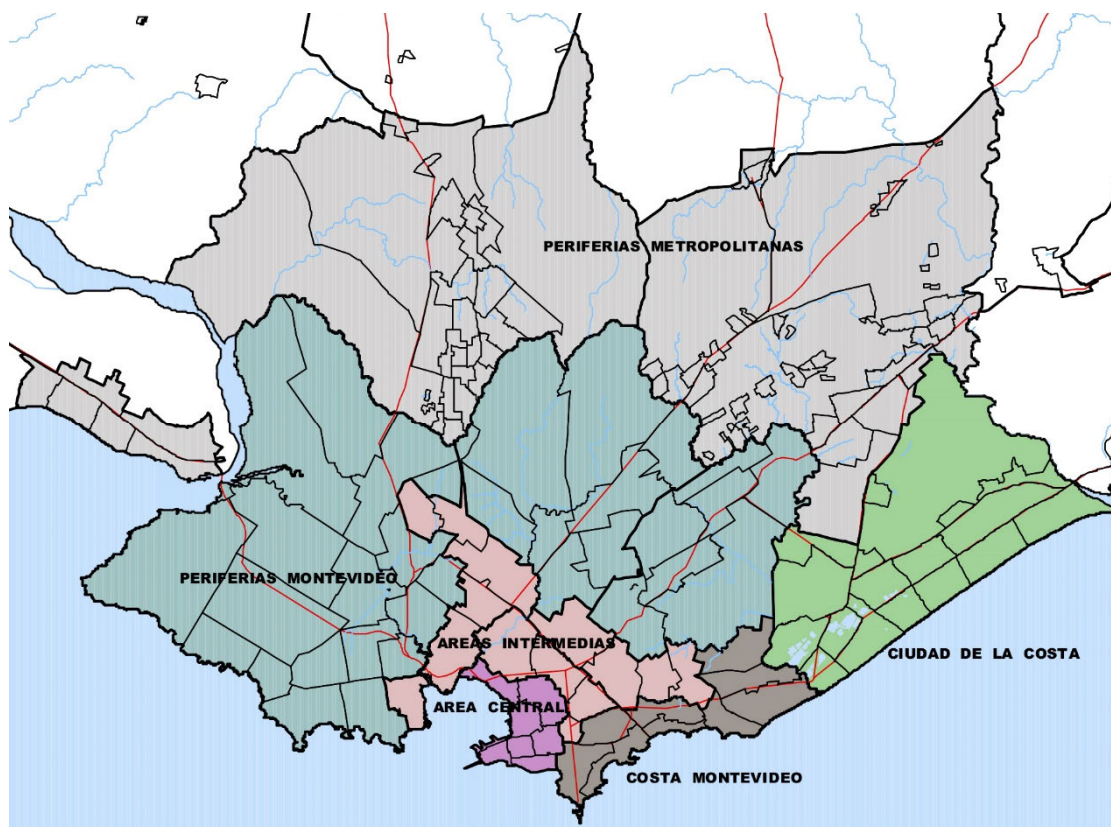 PERIFERIAS METROPOLITANAS
PERIFERIAS MONTEVIDEO
AREAS INTERMEDIAS
CIUDAD DE LA COSTA
AREA CENTRAL
COSTA MONTEVIDEO